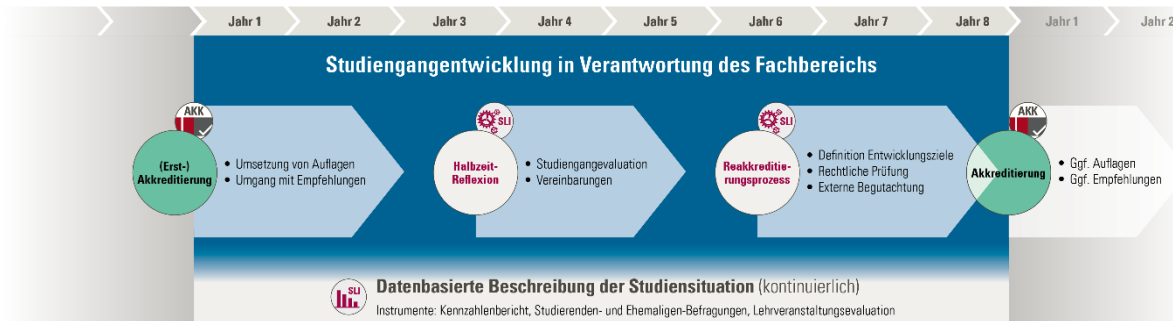 Jahr 1 Jahr 2 Jahr 3 Jahr 4 Jahr 5 Jahr 6 Jahr 7 Jahr 8 Jahr 1 Jahr 2
Studiengangentwicklung in Verantwortung des Fachbereichs
AKK
(Erst-)
Akkreditierung
• Umsetzung von Auflagen
• Umgang mit Empfehlungen
SLI
Halbzeit-
Reflexion
• Studiengangevaluation
• Vereinbarungen
SLI
Reakkreditie-
rungsprozess
• Definition Entwicklungsziele
• Rechtliche Prüfung
• Externe Begutachtung
AKK
Akkreditierung
• Ggf. Auflagen
• Ggf. Empfehlungen
SLI
Datenbasierte Beschreibung der Studiensituation (kontinuierlich)
Instrumente: Kennzahlenbericht, Studierenden- und Ehemaligen-Befragungen, Lehrveranstaltungsevaluation